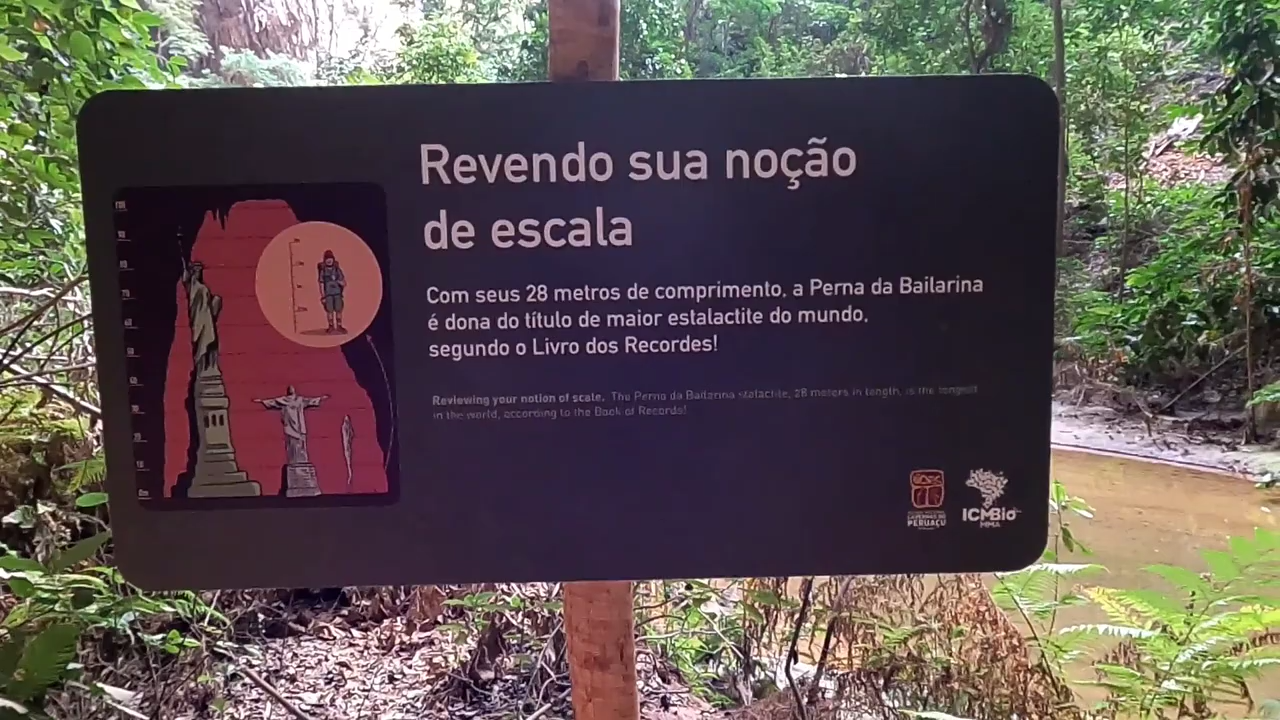 Revendo sua noção
de escala
Com seus 28 metros de comprimento, a Perna da Bailarina
é dona do título de maior estalactite do mundo,
segundo o Livro dos Recordes!
Reviewing your notion of scale. The Perna da Bailarina stalactite, 28 meters in length, is the longest
in the world, according to the Book of Records!
PERUAÇU
ICMBio
MMA